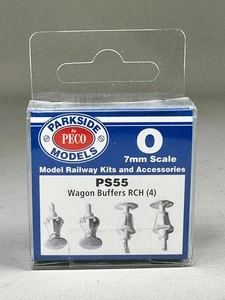 PARKSIDE
by PECO
MODELS
O
7mm Scale
Model Railway Kits and Accessories
PS55
Wagon Buffers RCH (4)